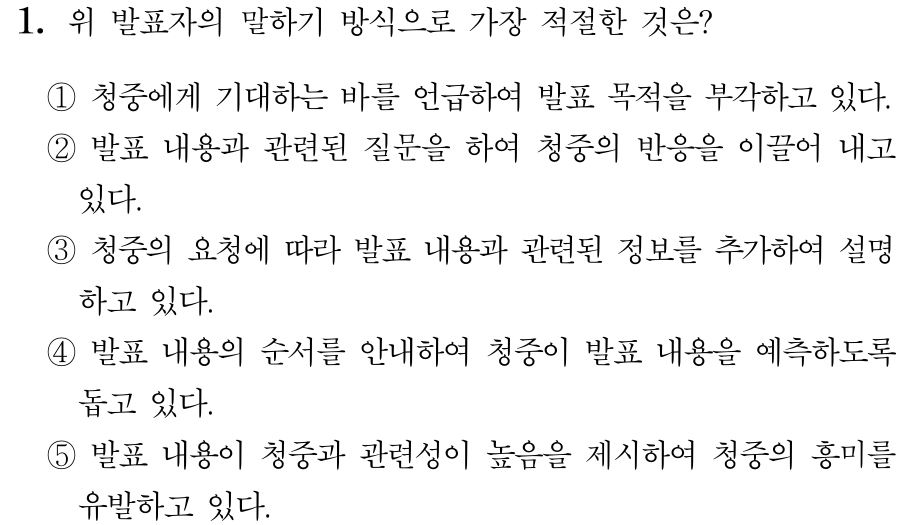 1. 위 발표자의 말하기 방식으로 가장 적절한 것은?
① 청중에게 기대하는 바를 언급하여 발표 목적을 부각하고 있다.
② 발표 내용과 관련된 질문을 하여 청중의 반응을 이끌어 내고
있다.
③ 청중의 요청에 따라 발표 내용과 관련된 정보를 추가하여 설명
하고 있다.
④ 발표 내용의 순서를 안내하여 청중이 발표 내용을 예측하도록
돕고 있다.
⑤ 발표 내용이 청중과 관련성이 높음을 제시하여 청중의 흥미를
유발하고 있다.